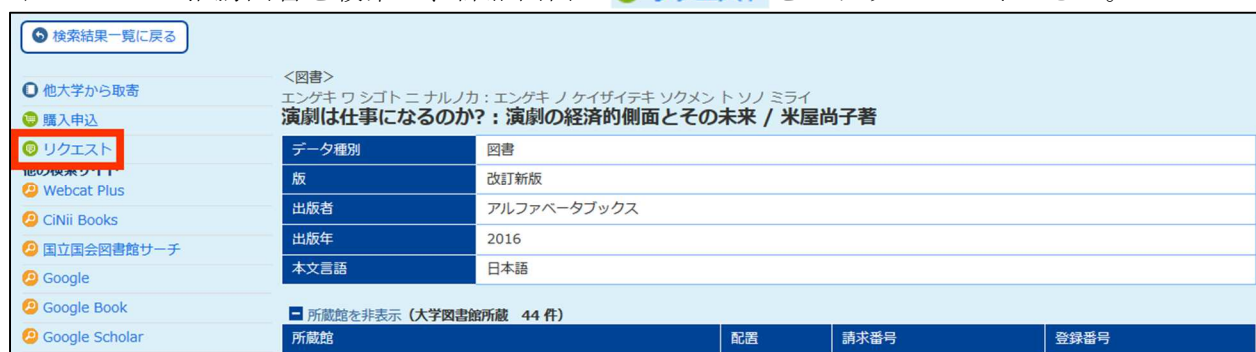 検索結果一覧に戻る
他大学から取寄
購入申込
リクエスト
他の検索サイト
Webcat Plus
CiNii Books
国立国会図書館サーチ
Google
Google Book
Google Scholar
<図書>
エンゲキ ワ シゴト ニ ナルノカ : エンゲキ ノ ケイザイテキ ソクメン ト ソノ ミライ
演劇は仕事になるのか? : 演劇の経済的側面とその未来 / 米屋尚子著
データ種別 図書
版 改訂新版
出版者 アルファベータブックス
出版年 2016
本文言語 日本語
所蔵館を非表示 (大学図書館所蔵 44 件)
所蔵館 配置 請求番号 登録番号